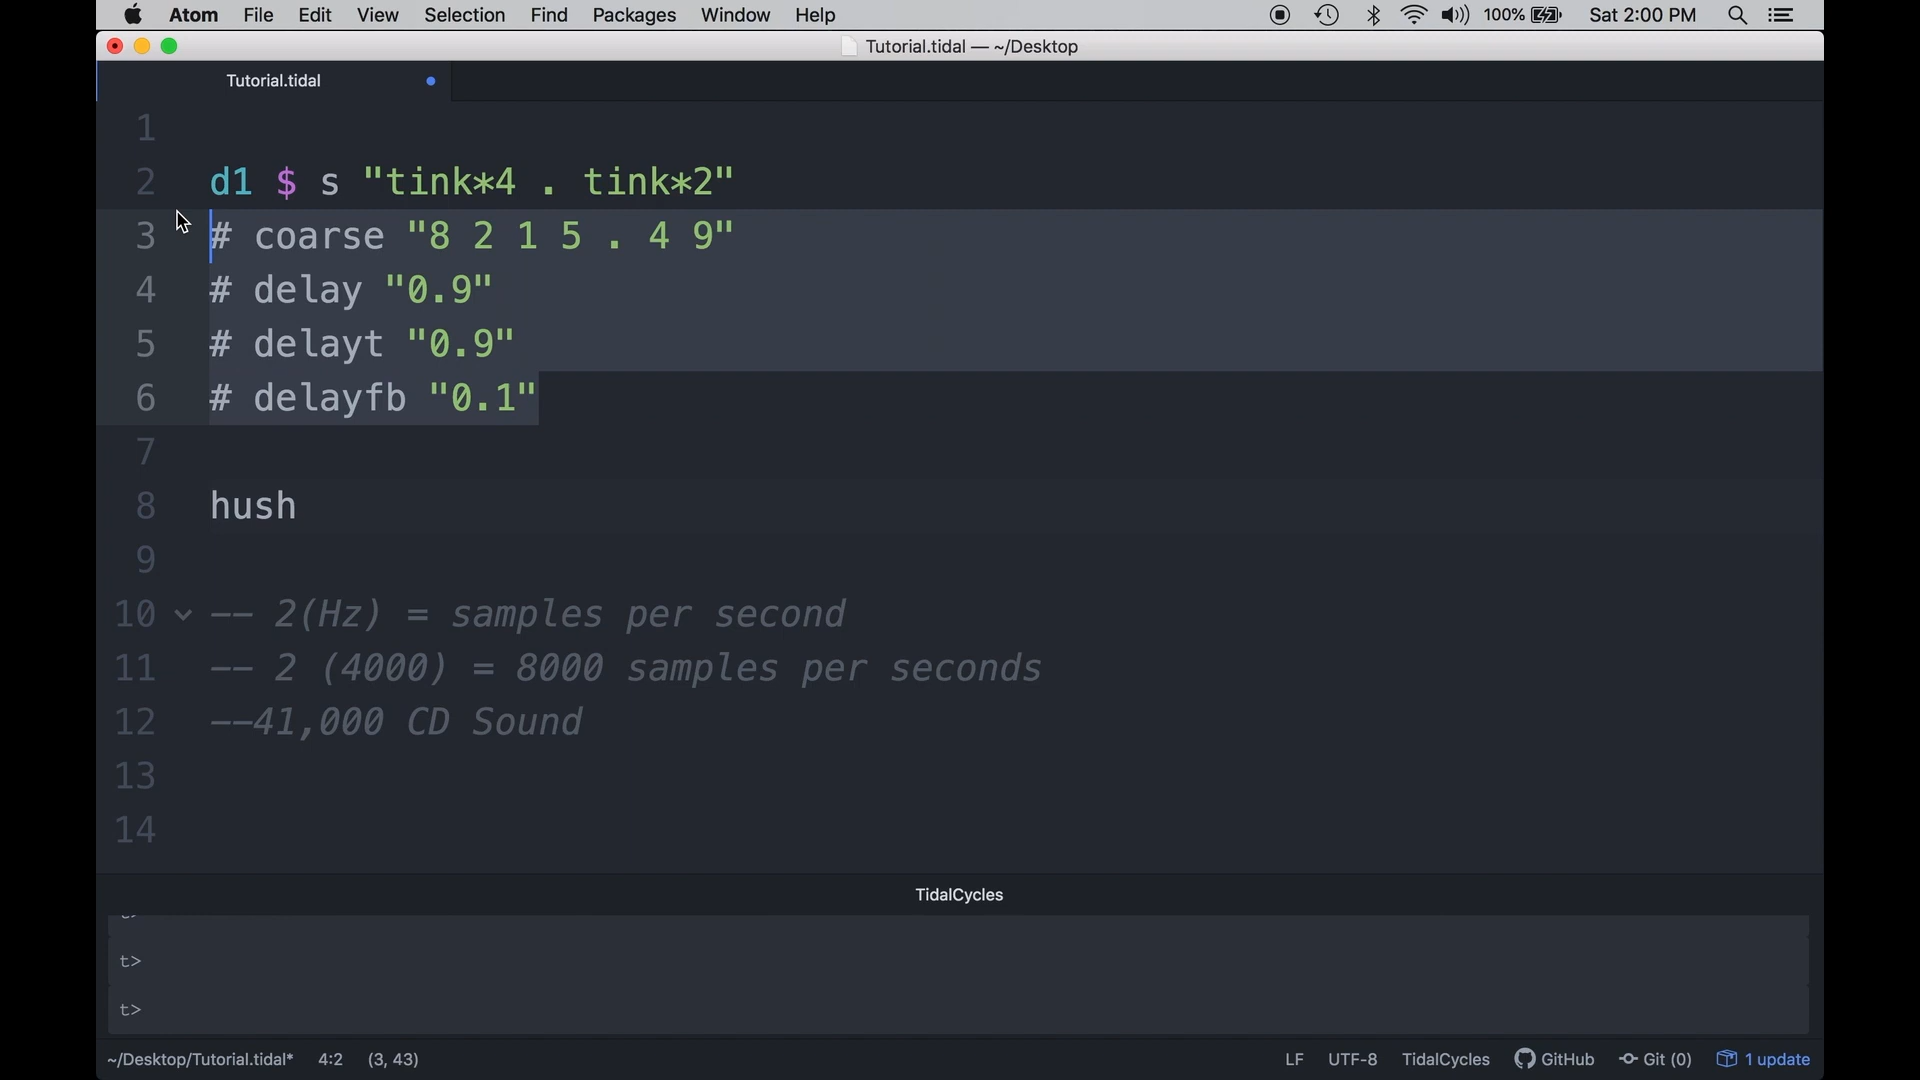 Atom File Edit View Selection Find Packages Window Help 100% Sat 2:00 PM
Tutorial.tidal — ~/Desktop
Tutorial.tidal
1
2 d1 $ s "tink*4 . tink*2"
3 # coarse "8 2 1 5 . 4 9"
4 # delay "0.9"
5 # delayt "0.9"
6 # delayfb "0.1"
7
8 hush
9
10 -- 2(Hz) = samples per second
11 -- 2 (4000) = 8000 samples per seconds
12 --41,000 CD Sound
13
14
TidalCycles
t>
t>
~/Desktop/Tutorial.tidal* 4:2 (3, 43) LF UTF-8 TidalCycles GitHub Git (0) 1 update